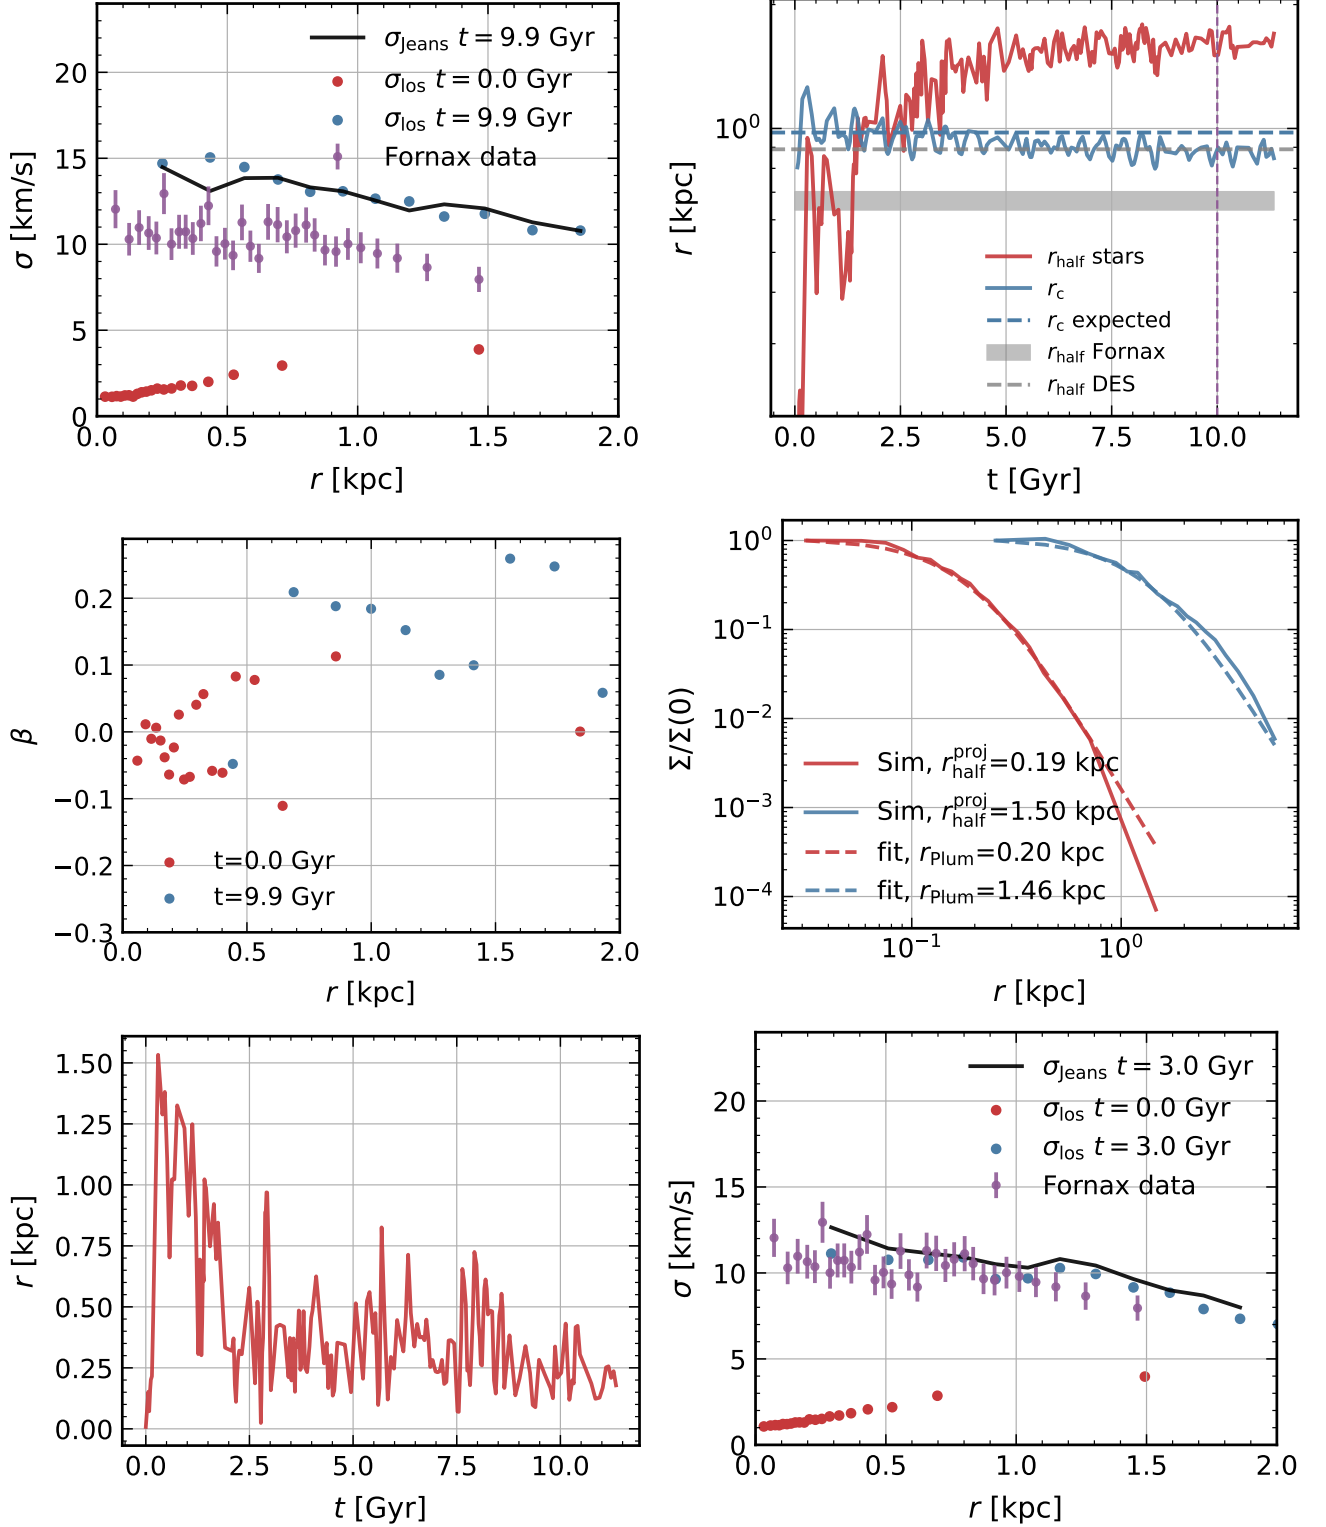 σJeans t = 9.9 Gyr
σlos t = 0.0 Gyr
σlos t = 9.9 Gyr
Fornax data
σ [km/s]
20
15
10
5
0
0.0 0.5 1.0 1.5 2.0
r [kpc]
r [kpc]
10^0
rhalf stars
rc
rc expected
rhalf Fornax
rhalf DES
0.0 2.5 5.0 7.5 10.0
t [Gyr]
β
0.2
0.1
0.0
−0.1
−0.2
−0.3
t=0.0 Gyr
t=9.9 Gyr
0.0 0.5 1.0 1.5 2.0
r [kpc]
Σ/Σ(0)
10^0
10^−1
10^−2
10^−3
10^−4
Sim, rhalf^proj=0.19 kpc
Sim, rhalf^proj=1.50 kpc
fit, rPlum=0.20 kpc
fit, rPlum=1.46 kpc
10^−1 10^0
r [kpc]
r [kpc]
1.50
1.25
1.00
0.75
0.50
0.25
0.00
0.0 2.5 5.0 7.5 10.0
t [Gyr]
σJeans t = 3.0 Gyr
σlos t = 0.0 Gyr
σlos t = 3.0 Gyr
Fornax data
σ [km/s]
20
15
10
5
0
0.0 0.5 1.0 1.5 2.0
r [kpc]